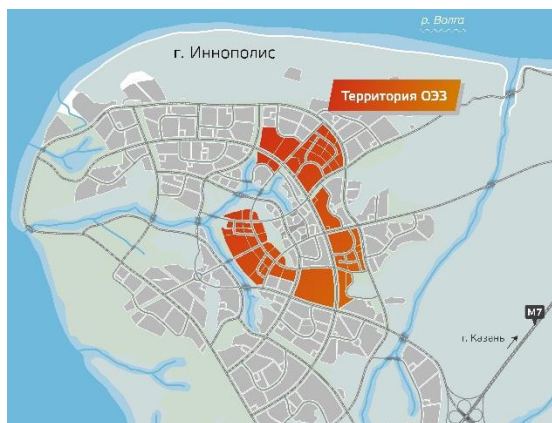 р. Волга
г. Иннополис
Территория ОЭЗ
М7
г. Казань